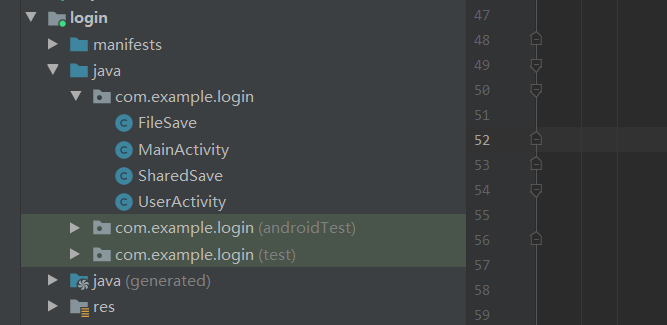 login
manifests
java
com.example.login
FileSave
MainActivity
SharedSave
UserActivity
com.example.login (androidTest)
com.example.login (test)
java (generated)
res
47
48
49
50
51
52
53
54
55
56
57
58
59